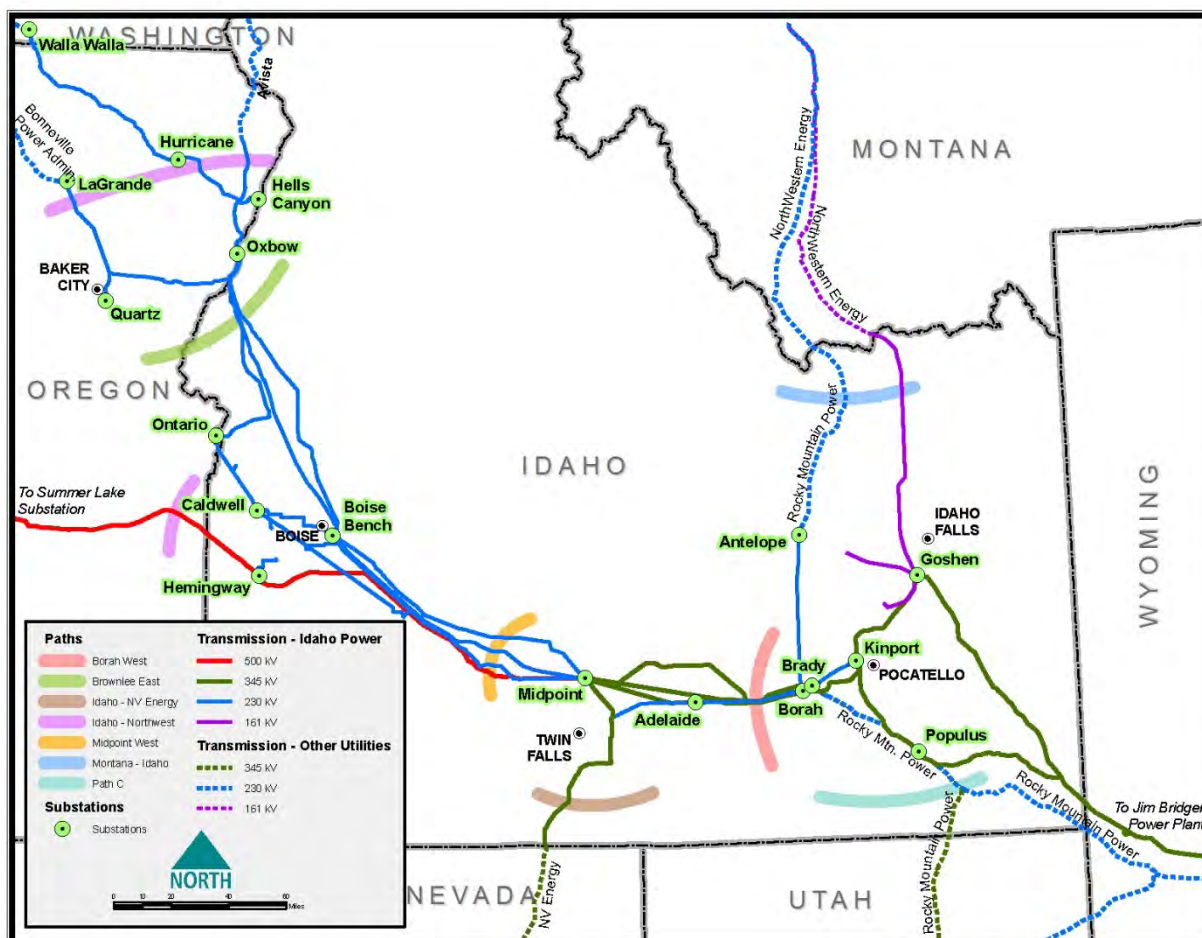 WASHINGTON
Walla Walla
Avista
Bonneville
Power Admin.
Hurricane
LaGrande
Hells
Canyon
Oxbow
BAKER
CITY
Quartz
OREGON
Ontario
To Summer Lake
Substation
Caldwell
Boise
Bench
BOISE
Hemingway
MONTANA
NorthWestern Energy
NorthWestern Energy
IDAHO
Rocky Mountain Power
Antelope
IDAHO
FALLS
Goshen
WYOMING
Kinport
Brady
POCATELLO
Borah
Midpoint
Adelaide
TWIN
FALLS
Rocky Mtn. Power
Populus
Rocky Mountain Power
Rocky Mountain Power
To Jim Bridger
Power Plant
NEVADA
NV Energy
UTAH
Paths
Borah West
Brownlee East
Idaho - NV Energy
Idaho - Northwest
Midpoint West
Montana - Idaho
Path C
Substations
Substations
Transmission - Idaho Power
500 kV
345 kV
230 kV
161 kV
Transmission - Other Utilities
345 kV
230 kV
161 kV
NORTH
0 20 40 60
Miles